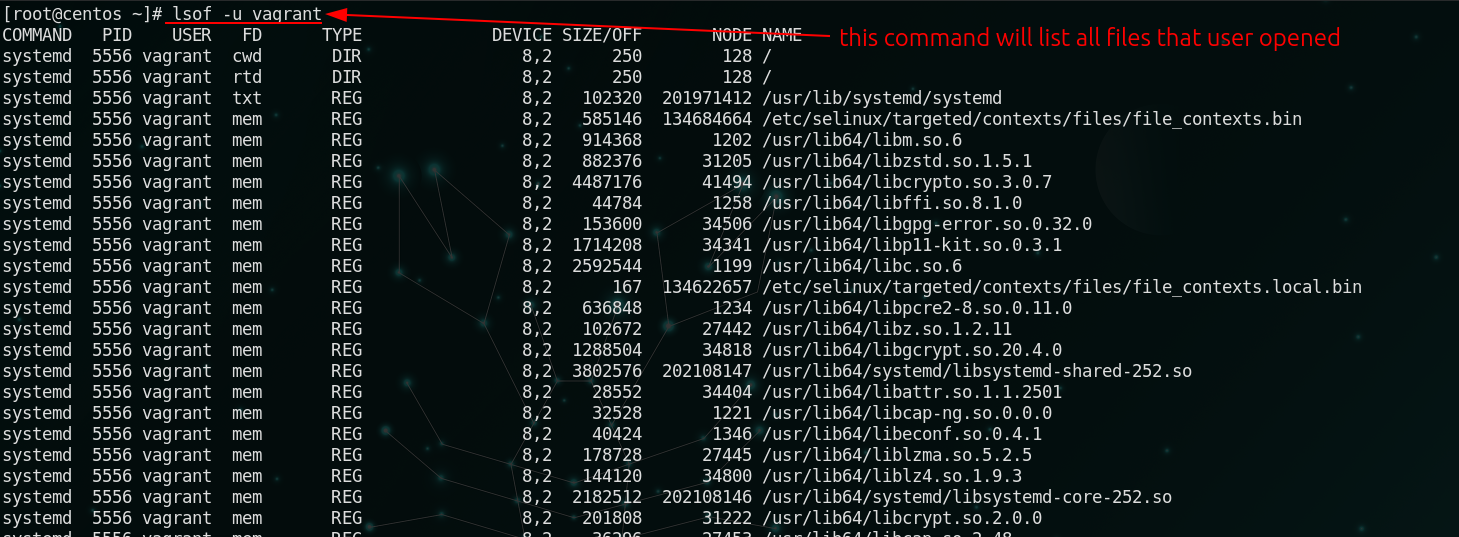 [root@centos ~]# lsof -u vagrant
COMMAND   PID    USER   FD      TYPE             DEVICE SIZE/OFF       NODE NAME
this command will list all files that user opened
systemd  5556 vagrant  cwd       DIR                8,2      250        128 /
systemd  5556 vagrant  rtd       DIR                8,2      250        128 /
systemd  5556 vagrant  txt       REG                8,2   102320  201971412 /usr/lib/systemd/systemd
systemd  5556 vagrant  mem       REG                8,2   585146  134684664 /etc/selinux/targeted/contexts/files/file_contexts.bin
systemd  5556 vagrant  mem       REG                8,2   914368       1202 /usr/lib64/libm.so.6
systemd  5556 vagrant  mem       REG                8,2   882376      31205 /usr/lib64/libzstd.so.1.5.1
systemd  5556 vagrant  mem       REG                8,2  4487176      41494 /usr/lib64/libcrypto.so.3.0.7
systemd  5556 vagrant  mem       REG                8,2    44784       1258 /usr/lib64/libffi.so.8.1.0
systemd  5556 vagrant  mem       REG                8,2   153600      34506 /usr/lib64/libgpg-error.so.0.32.0
systemd  5556 vagrant  mem       REG                8,2  1714208      34341 /usr/lib64/libp11-kit.so.0.3.1
systemd  5556 vagrant  mem       REG                8,2  2592544       1199 /usr/lib64/libc.so.6
systemd  5556 vagrant  mem       REG                8,2      167  134622657 /etc/selinux/targeted/contexts/files/file_contexts.local.bin
systemd  5556 vagrant  mem       REG                8,2   636848       1234 /usr/lib64/libpcre2-8.so.0.11.0
systemd  5556 vagrant  mem       REG                8,2   102672      27442 /usr/lib64/libz.so.1.2.11
systemd  5556 vagrant  mem       REG                8,2  1288504      34818 /usr/lib64/libgcrypt.so.20.4.0
systemd  5556 vagrant  mem       REG                8,2  3802576  202108147 /usr/lib64/systemd/libsystemd-shared-252.so
systemd  5556 vagrant  mem       REG                8,2    28552      34404 /usr/lib64/libattr.so.1.1.2501
systemd  5556 vagrant  mem       REG                8,2    32528       1221 /usr/lib64/libcap-ng.so.0.0.0
systemd  5556 vagrant  mem       REG                8,2    40424       1346 /usr/lib64/libeconf.so.0.4.1
systemd  5556 vagrant  mem       REG                8,2   178728      27445 /usr/lib64/liblzma.so.5.2.5
systemd  5556 vagrant  mem       REG                8,2   144120      34800 /usr/lib64/liblz4.so.1.9.3
systemd  5556 vagrant  mem       REG                8,2  2182512  202108146 /usr/lib64/systemd/libsystemd-core-252.so
systemd  5556 vagrant  mem       REG                8,2   201808      31222 /usr/lib64/libcrypt.so.2.0.0
systemd  5556 vagrant  mem       REG                8,2    36296      27453 /usr/lib64/libcap.so.2.48